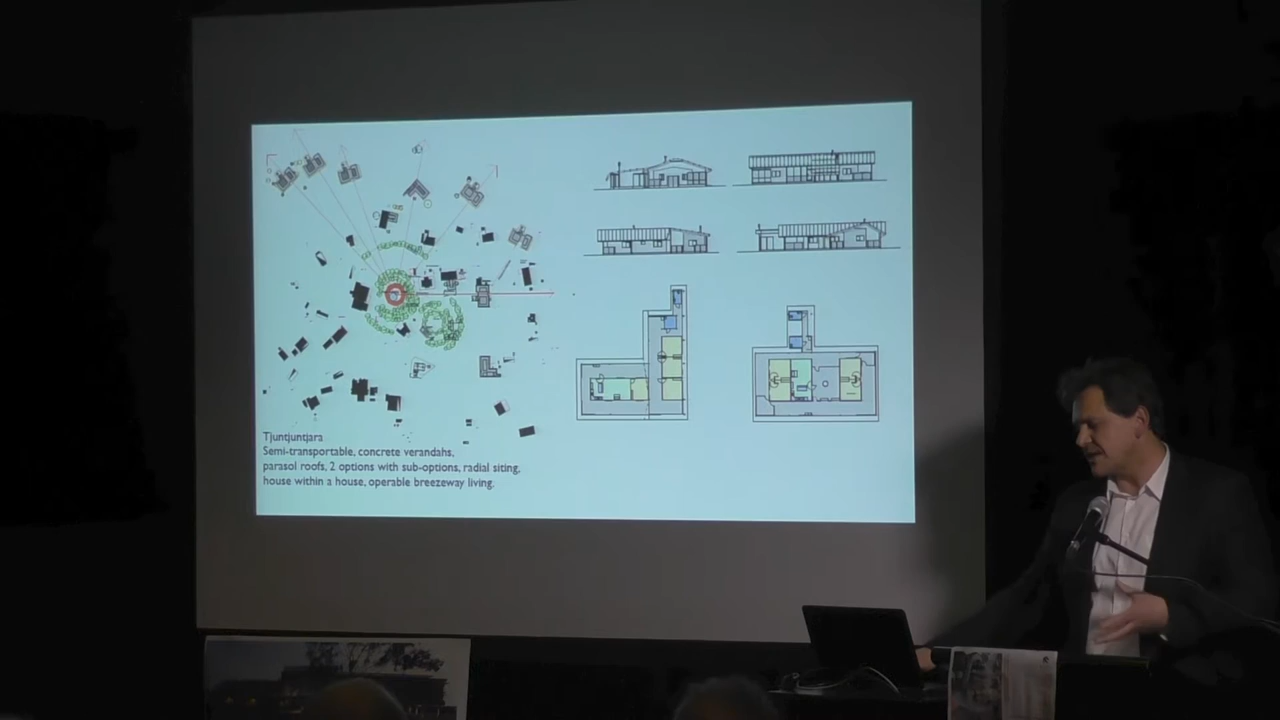 Tjuntjuntjara
Semi-transportable, concrete verandahs,
parasol roofs, 2 options with sub-options, radial siting,
house within a house, operable breezeway living.